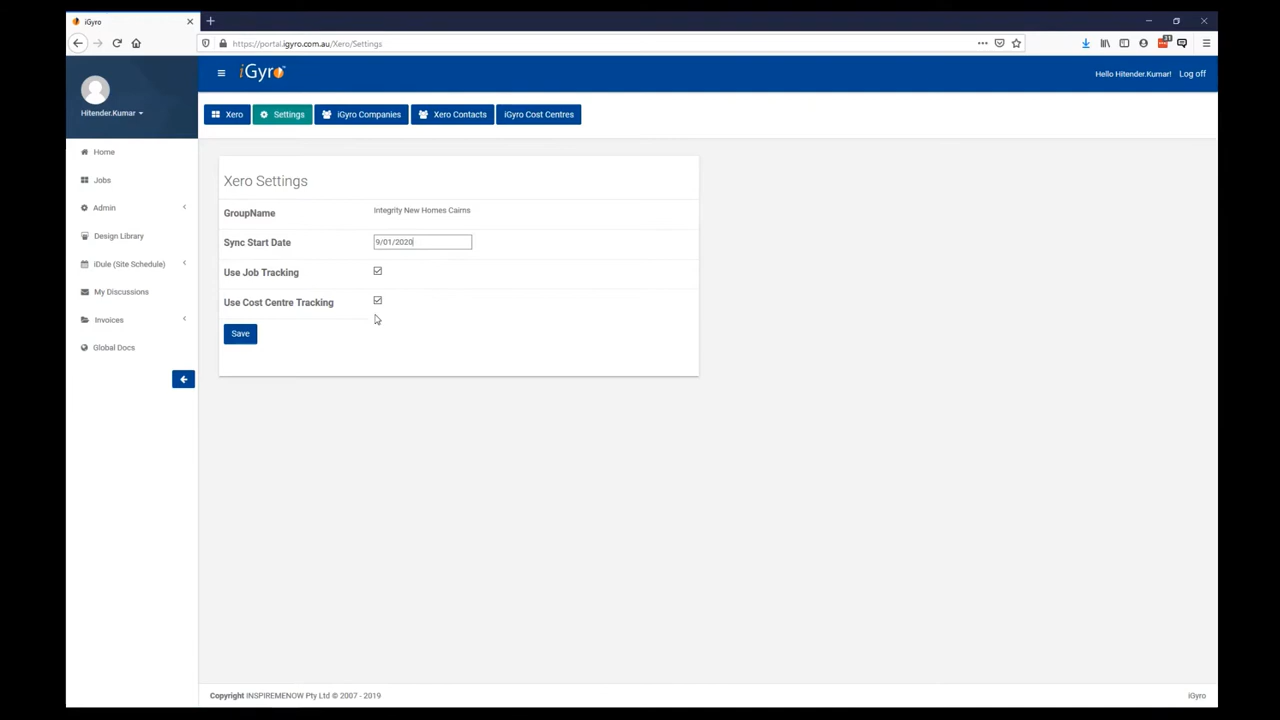 iGyro
https://portal.igyro.com.au/Xero/Settings
31
Hitender.Kumar
iGyro
Hello Hitender.Kumar!
Log off
Xero
Settings
iGyro Companies
Xero Contacts
iGyro Cost Centres
Home
Jobs
Admin
Design Library
iDule (Site Schedule)
My Discussions
Invoices
Global Docs
Xero Settings
GroupName
Integrity New Homes Cairns
Sync Start Date
9/01/2020
Use Job Tracking
Use Cost Centre Tracking
Save
Copyright INSPIREMENOW Pty Ltd © 2007 - 2019
iGyro